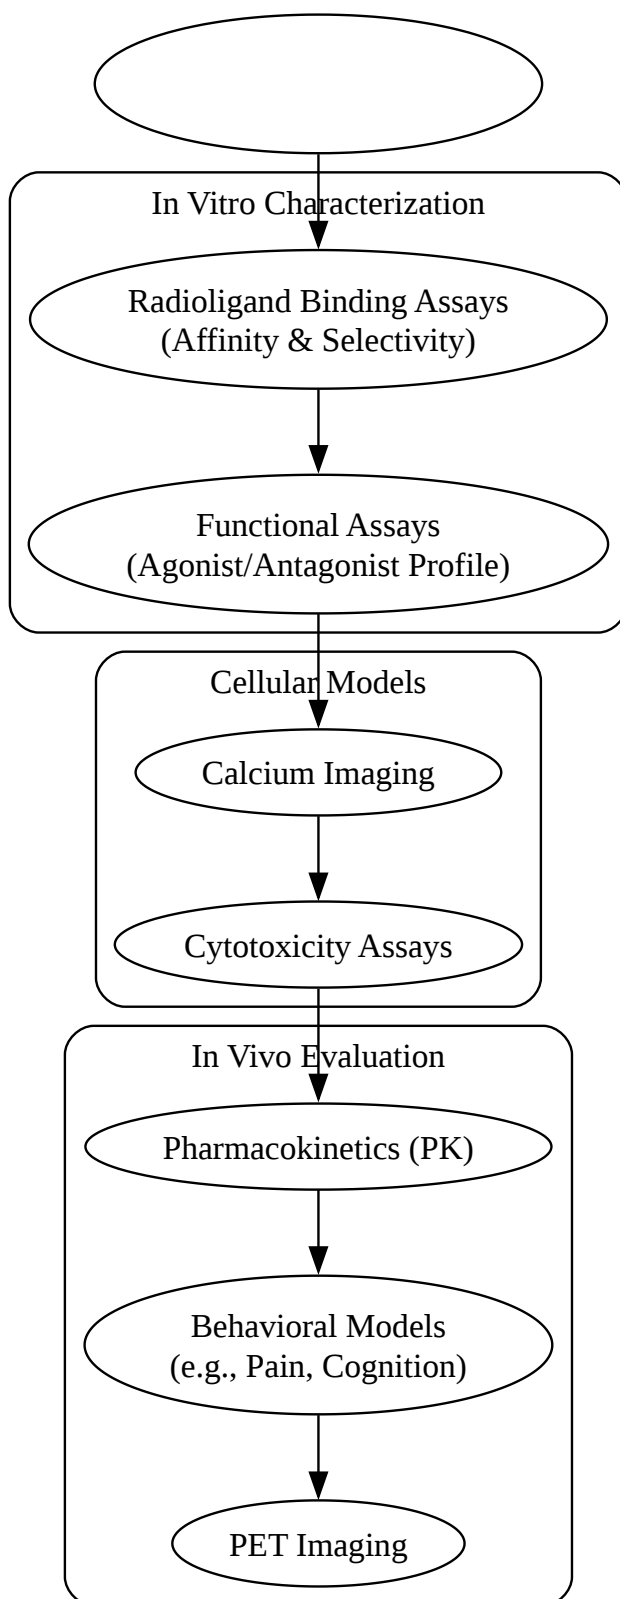 In Vitro Characterization
Radioligand Binding Assays
(Affinity & Selectivity)
Functional Assays
(Agonist/Antagonist Profile)
Cellular Models
Calcium Imaging
Cytotoxicity Assays
In Vivo Evaluation
Pharmacokinetics (PK)
Behavioral Models
(e.g., Pain, Cognition)
PET Imaging